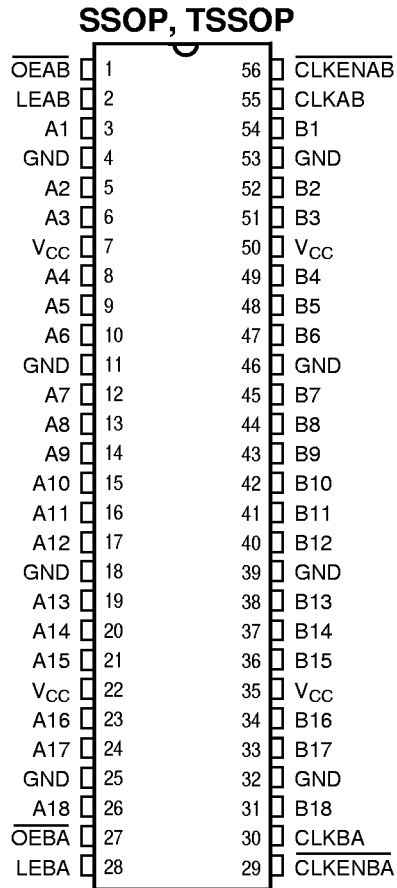 SSOP, TSSOP
OEAB 1 56 CLKENAB
LEAB 2 55 CLKAB
A1 3 54 B1
GND 4 53 GND
A2 5 52 B2
A3 6 51 B3
VCC 7 50 VCC
A4 8 49 B4
A5 9 48 B5
A6 10 47 B6
GND 11 46 GND
A7 12 45 B7
A8 13 44 B8
A9 14 43 B9
A10 15 42 B10
A11 16 41 B11
A12 17 40 B12
GND 18 39 GND
A13 19 38 B13
A14 20 37 B14
A15 21 36 B15
VCC 22 35 VCC
A16 23 34 B16
A17 24 33 B17
GND 25 32 GND
A18 26 31 B18
OEBA 27 30 CLKBA
LEBA 28 29 CLKENBA